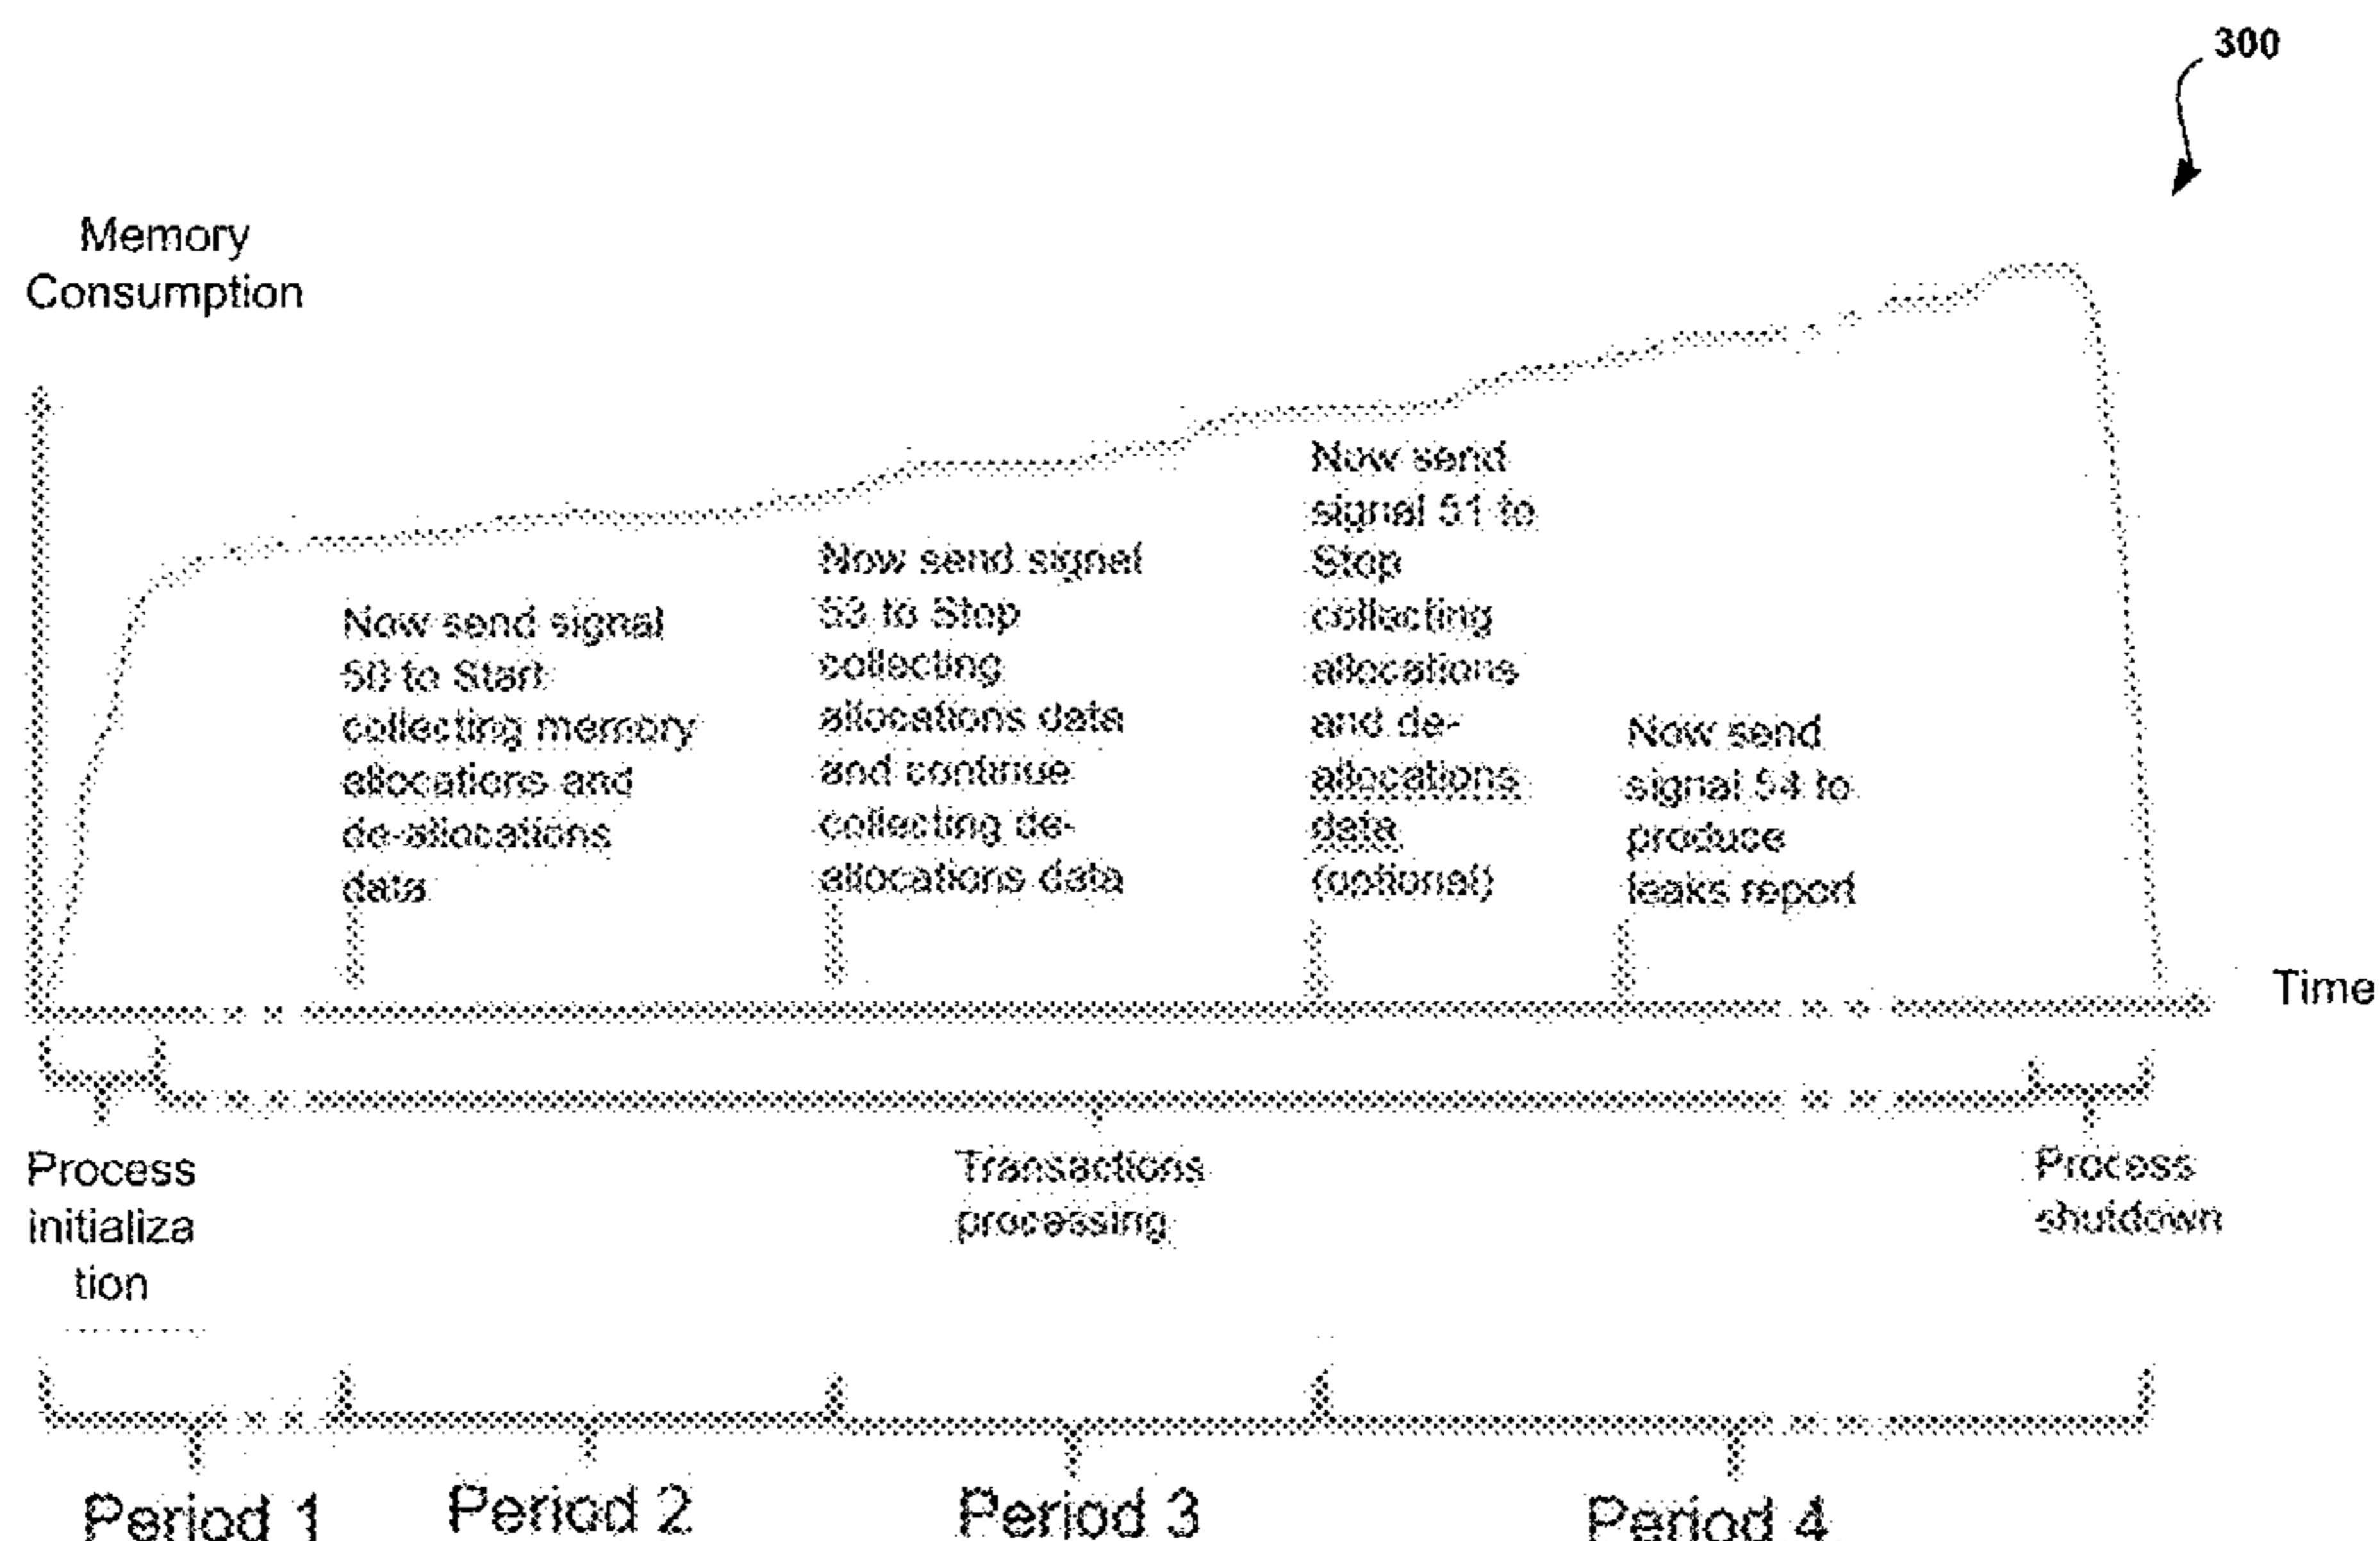 300
Memory
Consumption
Now send signal
50 to Start
collecting memory
allocations and
de-allocations
data
Now send signal
53 to Stop
collecting
allocations data
and continue
collecting de-
allocations data
Now send
signal 51 to
Stop
collecting
allocations
and de-
allocations
data
(optional)
Now send
signal 54 to
produce
leaks report
Time
Process
initializa
tion
Transactions
processing
Process
shutdown
Period 1
Period 2
Period 3
Period 4